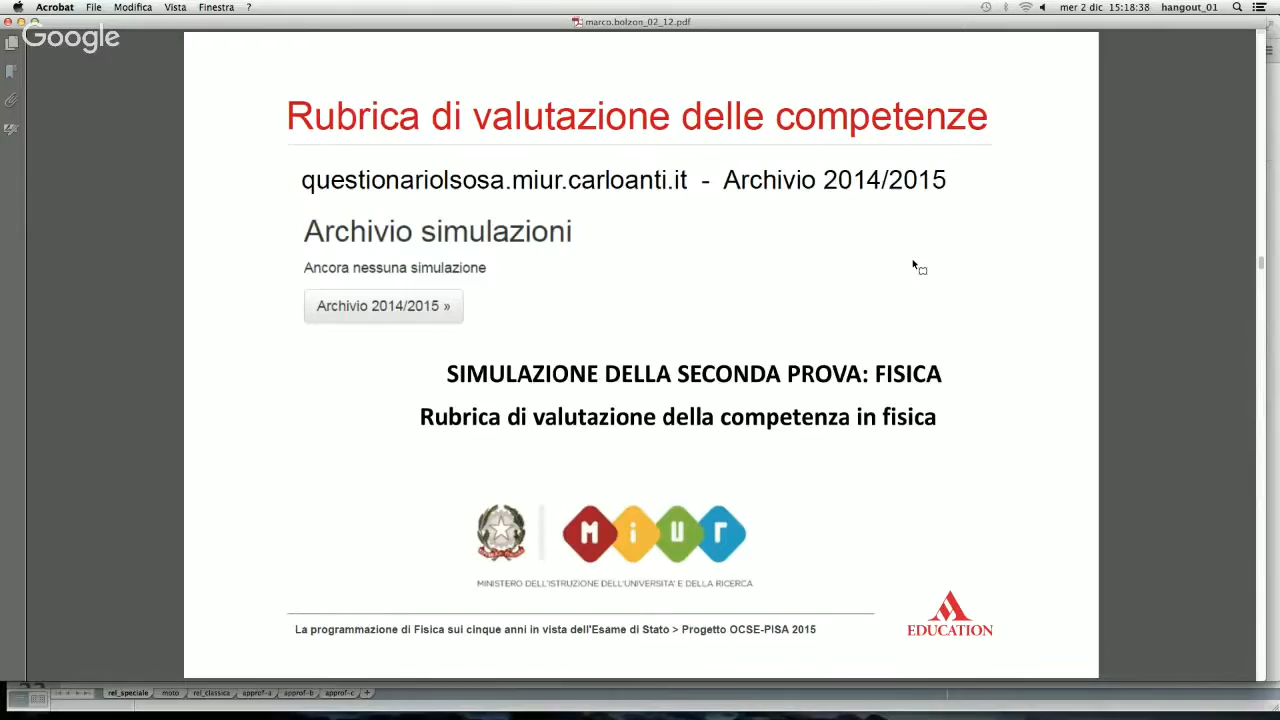 Acrobat File Modifica Vista Finestra ? mer 2 dic 15:18:38 hangout_01
marco.bolzon_02_12.pdf
Google
Rubrica di valutazione delle competenze
questionariolsosa.miur.carloanti.it - Archivio 2014/2015
Archivio simulazioni
Ancora nessuna simulazione
Archivio 2014/2015 »
SIMULAZIONE DELLA SECONDA PROVA: FISICA
Rubrica di valutazione della competenza in fisica
MiUr
MINISTERO DELL'ISTRUZIONE DELL'UNIVERSITA' E DELLA RICERCA
La programmazione di Fisica sui cinque anni in vista dell'Esame di Stato > Progetto OCSE-PISA 2015
EDUCATION
rel_speciale moto rel_classica approf-a approf-b approf-c +